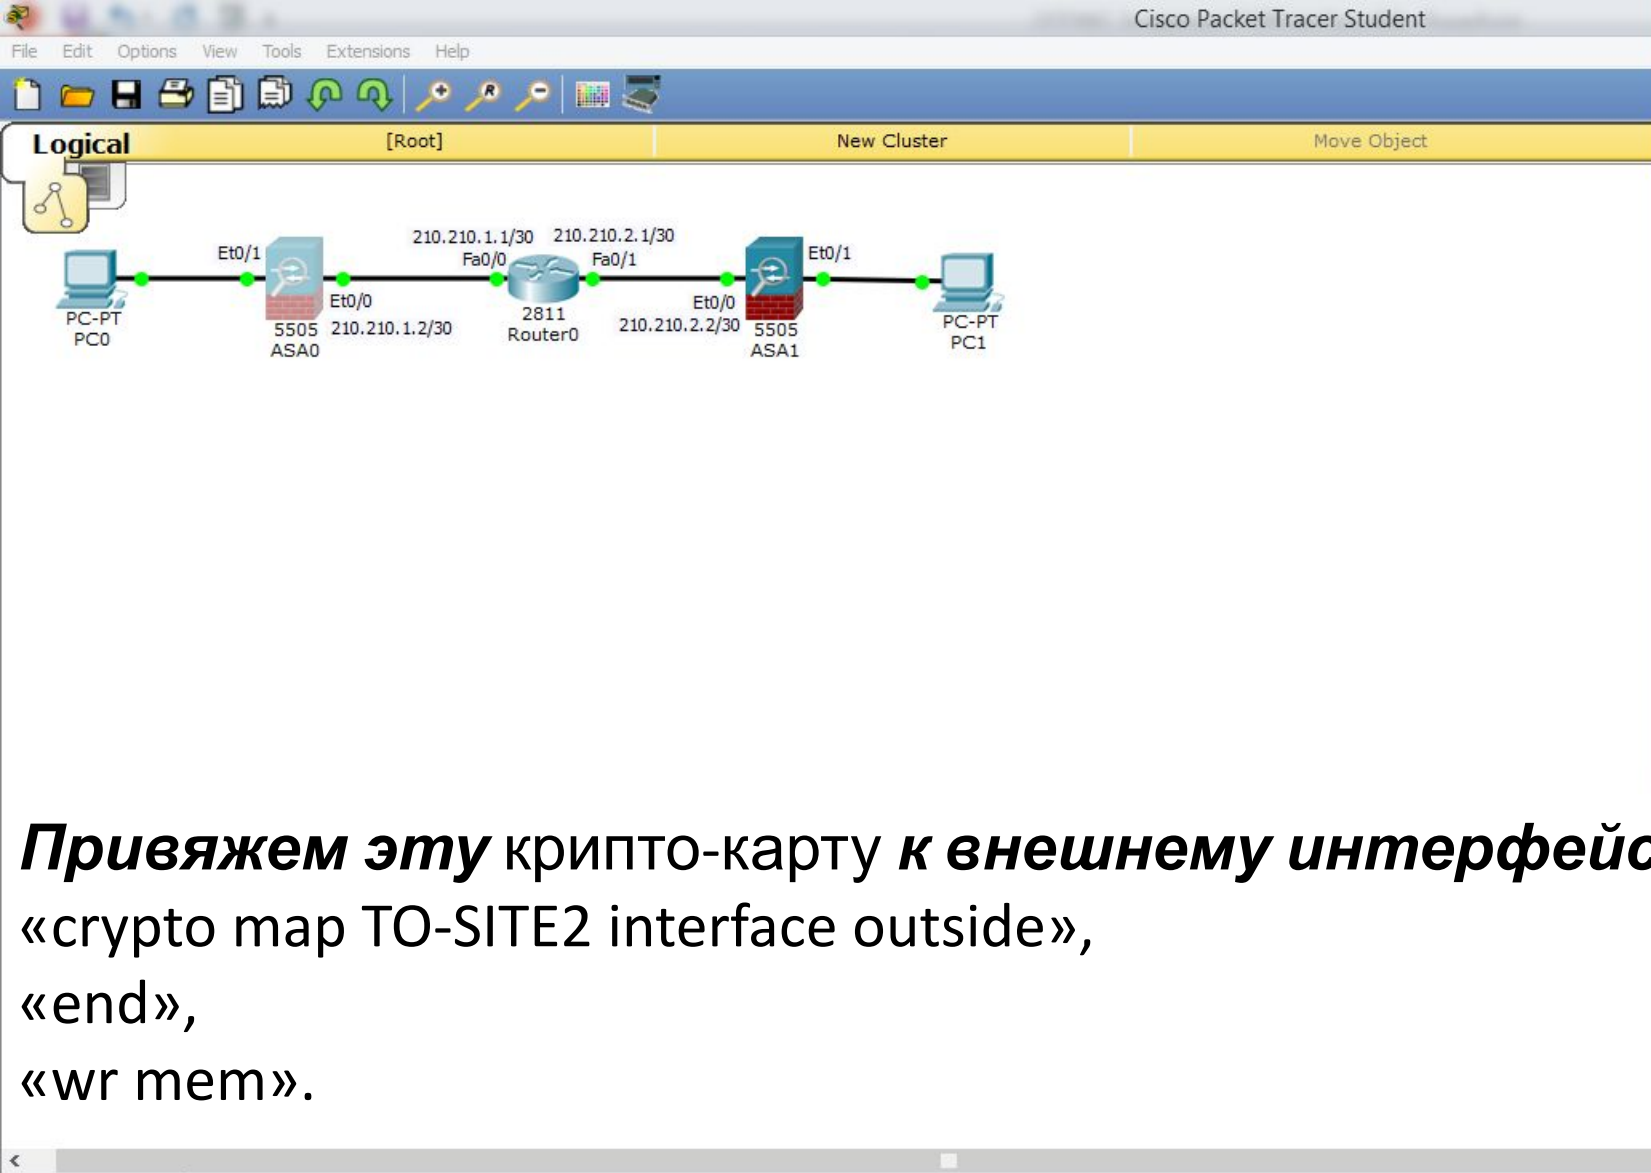 Cisco Packet Tracer Student
File Edit Options View Tools Extensions Help
Logical [Root] New Cluster Move Object
210.210.1.1/30 210.210.2.1/30
Et0/1 Fa0/0 Fa0/1 Et0/1
Et0/0 Et0/0
PC-PT 5505 210.210.1.2/30 2811 210.210.2.2/30 5505 PC-PT
PC0 ASA0 Router0 ASA1 PC1
Привяжем эту крипто-карту к внешнему интерфейс
«crypto map TO-SITE2 interface outside»,
«end»,
«wr mem».